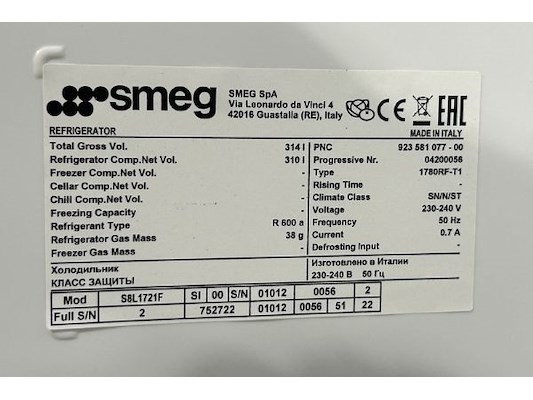 smeg
SMEG SpA
Via Leonardo da Vinci 4
42016 Guastalla (RE), Italy
CE
EAC
REFRIGERATOR
MADE IN ITALY
Total Gross Vol. 314 l
Refrigerator Comp.Net Vol. 310 l
Freezer Comp.Net Vol. -
Cellar Comp.Net Vol. -
Chill Comp.Net Vol. -
Freezing Capacity -
Refrigerant Type R 600 a
Refrigerator Gas Mass 38 g
Freezer Gas Mass -
PNC 923 581 077 - 00
Progressive Nr. 04200056
Type 1780RF-T1
Rising Time -
Climate Class SN/N/ST
Voltage 230-240 V
Frequency 50 Hz
Current 0.7 A
Defrosting Input -
Холодильник
КЛАСС ЗАЩИТЫ
Изготовлено в Италии
230-240 В 50 Гц
Mod S8L1721F SI 00 S/N 01012 0056 2
Full S/N 2 752722 01012 0056 51 22